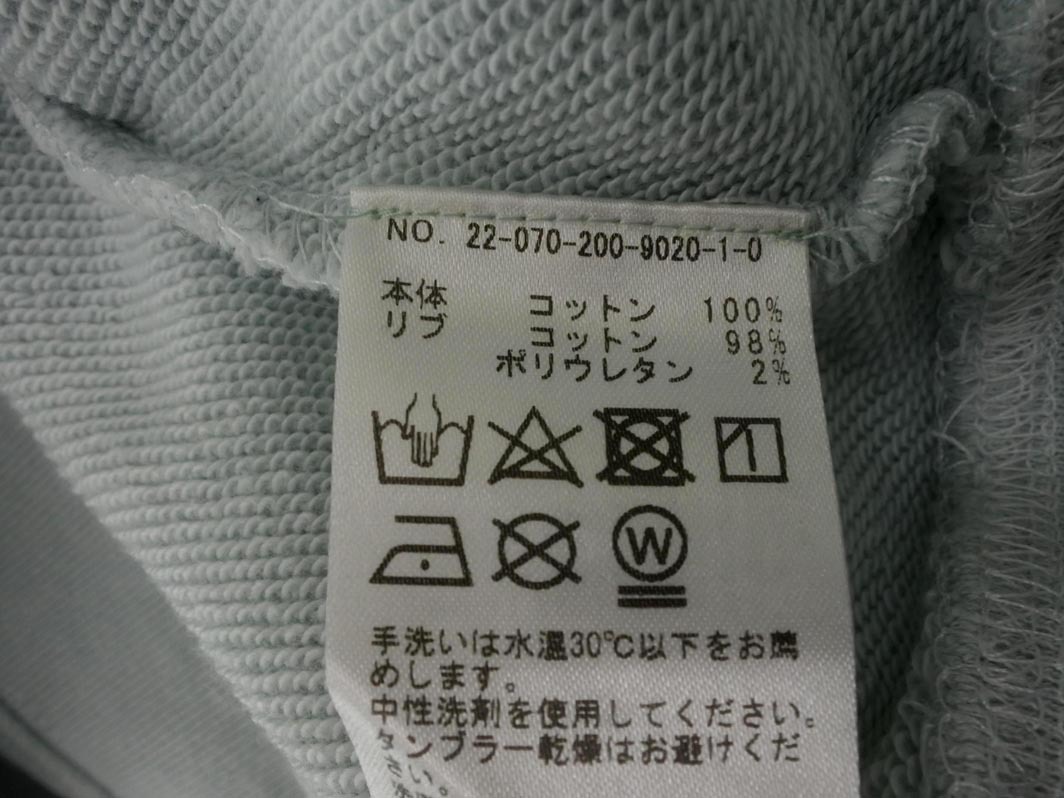 NO. 22-070-200-9020-1-0
本体 コットン 100%
リブ コットン 98%
ポリウレタン 2%
W
手洗いは水温30℃以下をお薦
めします。
中性洗剤を使用してください。
タンブラー乾燥はお避けくだ
さい。